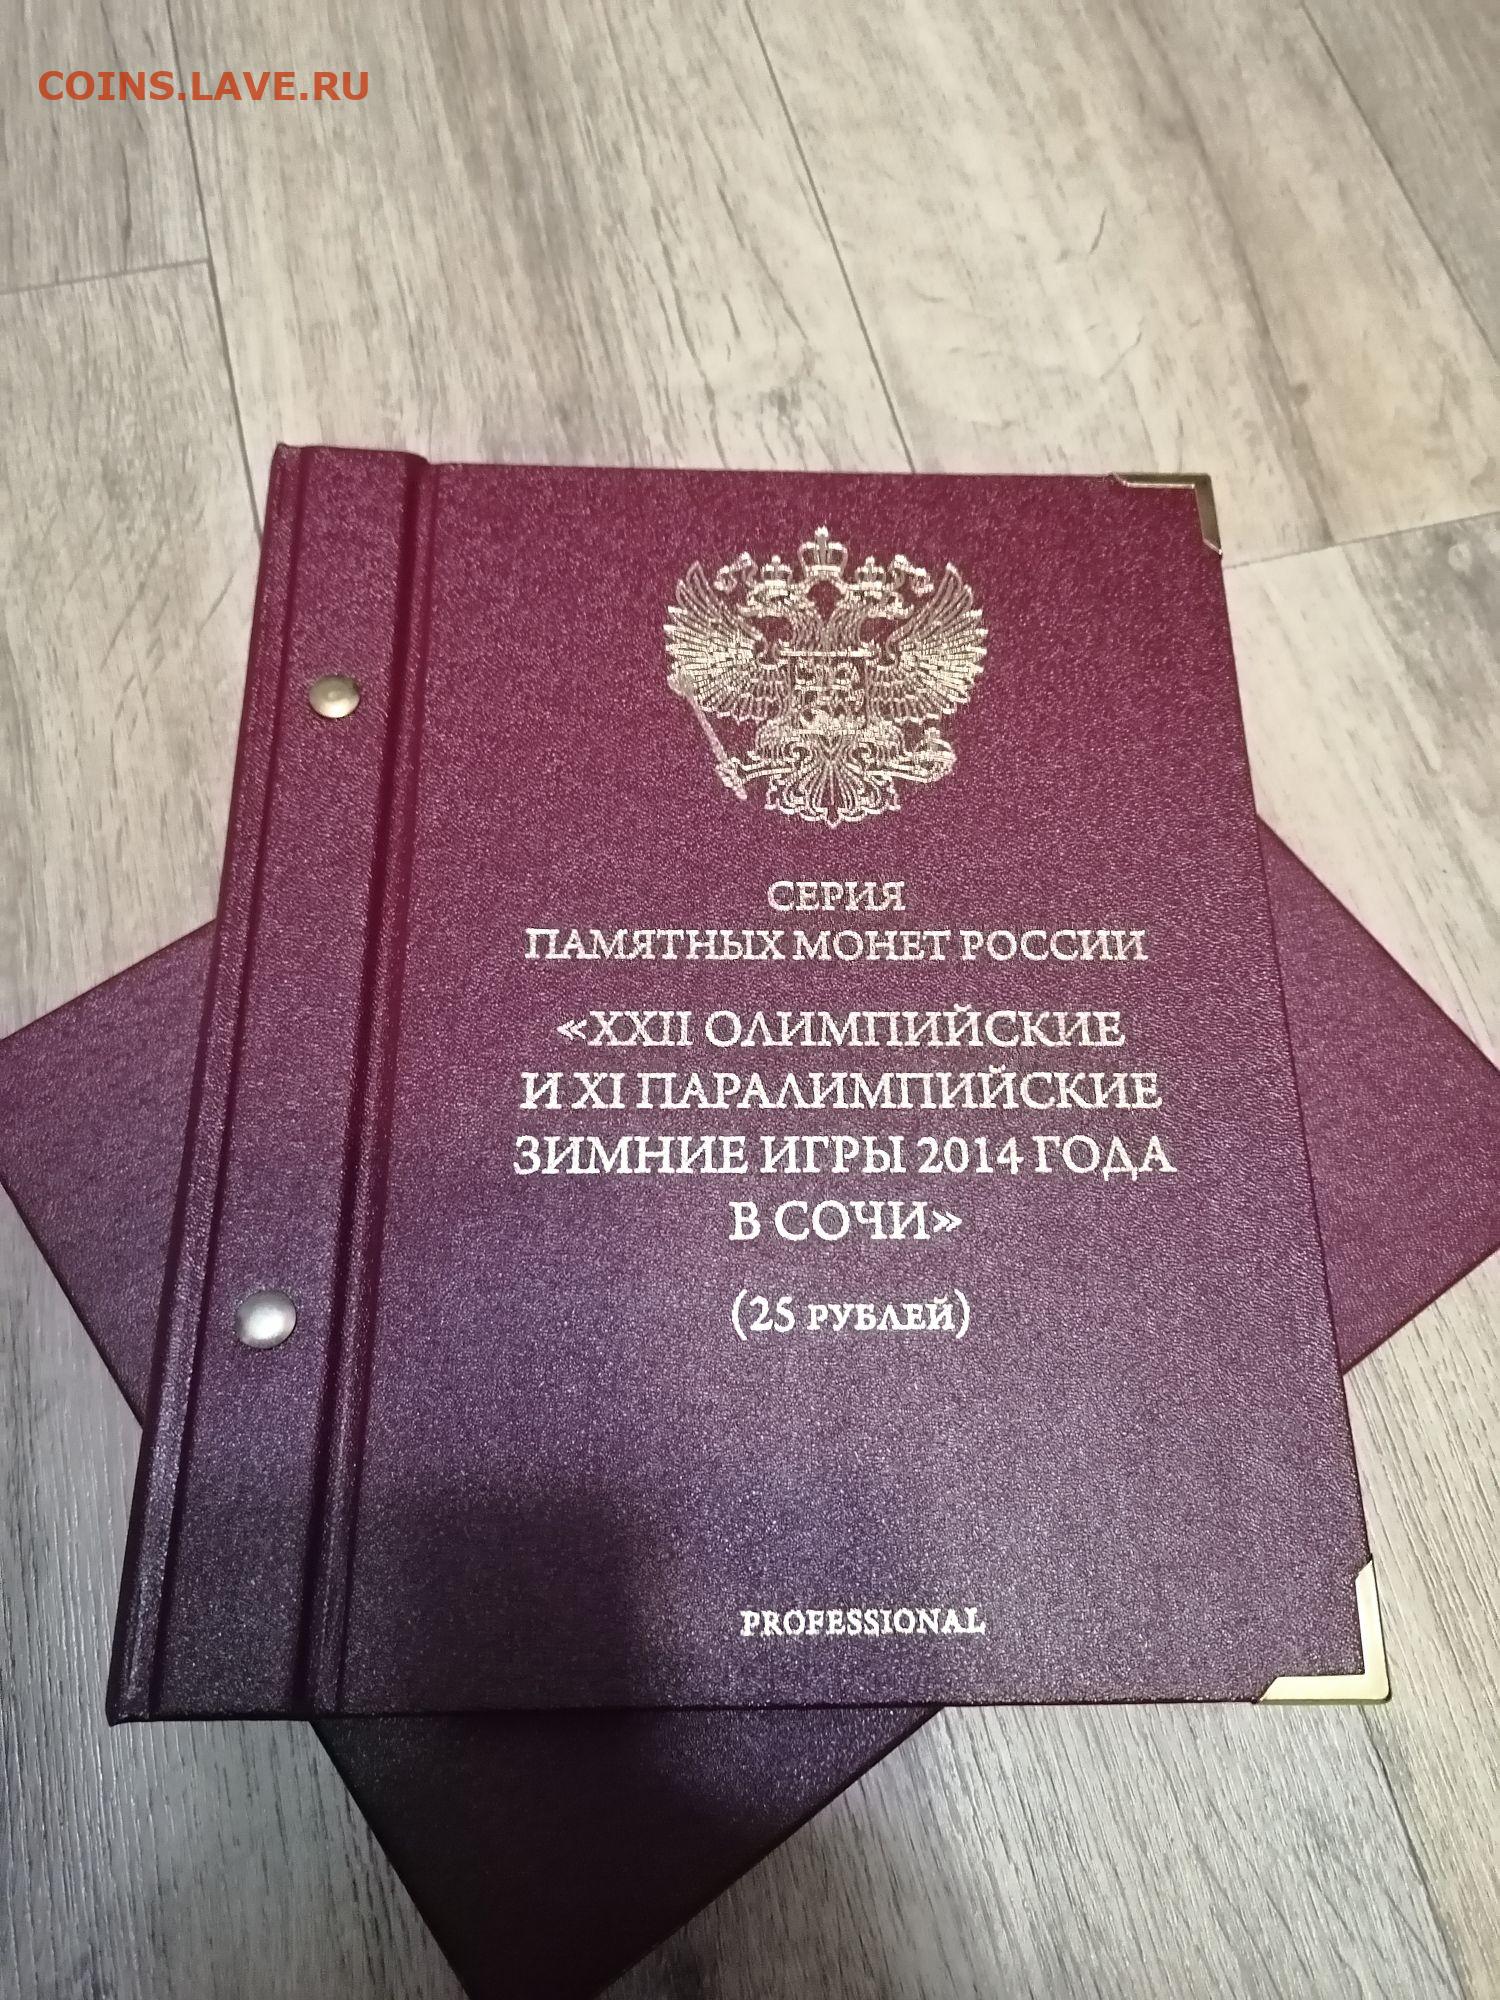 COINS.LAVE.RU
СЕРИЯ
ПАМЯТНЫХ МОНЕТ РОССИИ
«XXII ОЛИМПИЙСКИЕ
И XI ПАРАЛИМПИЙСКИЕ
ЗИМНИЕ ИГРЫ 2014 ГОДА
В СОЧИ»
(25 РУБЛЕЙ)
PROFESSIONAL